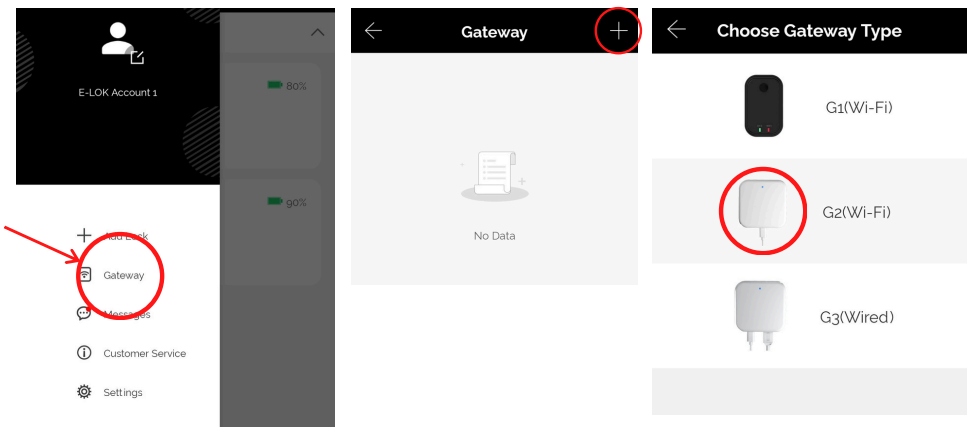 E-LOK Account 1
80%
90%
Add Lock
Gateway
Messages
Customer Service
Settings
Gateway
No Data
Choose Gateway Type
G1(Wi-Fi)
G2(Wi-Fi)
G3(Wired)